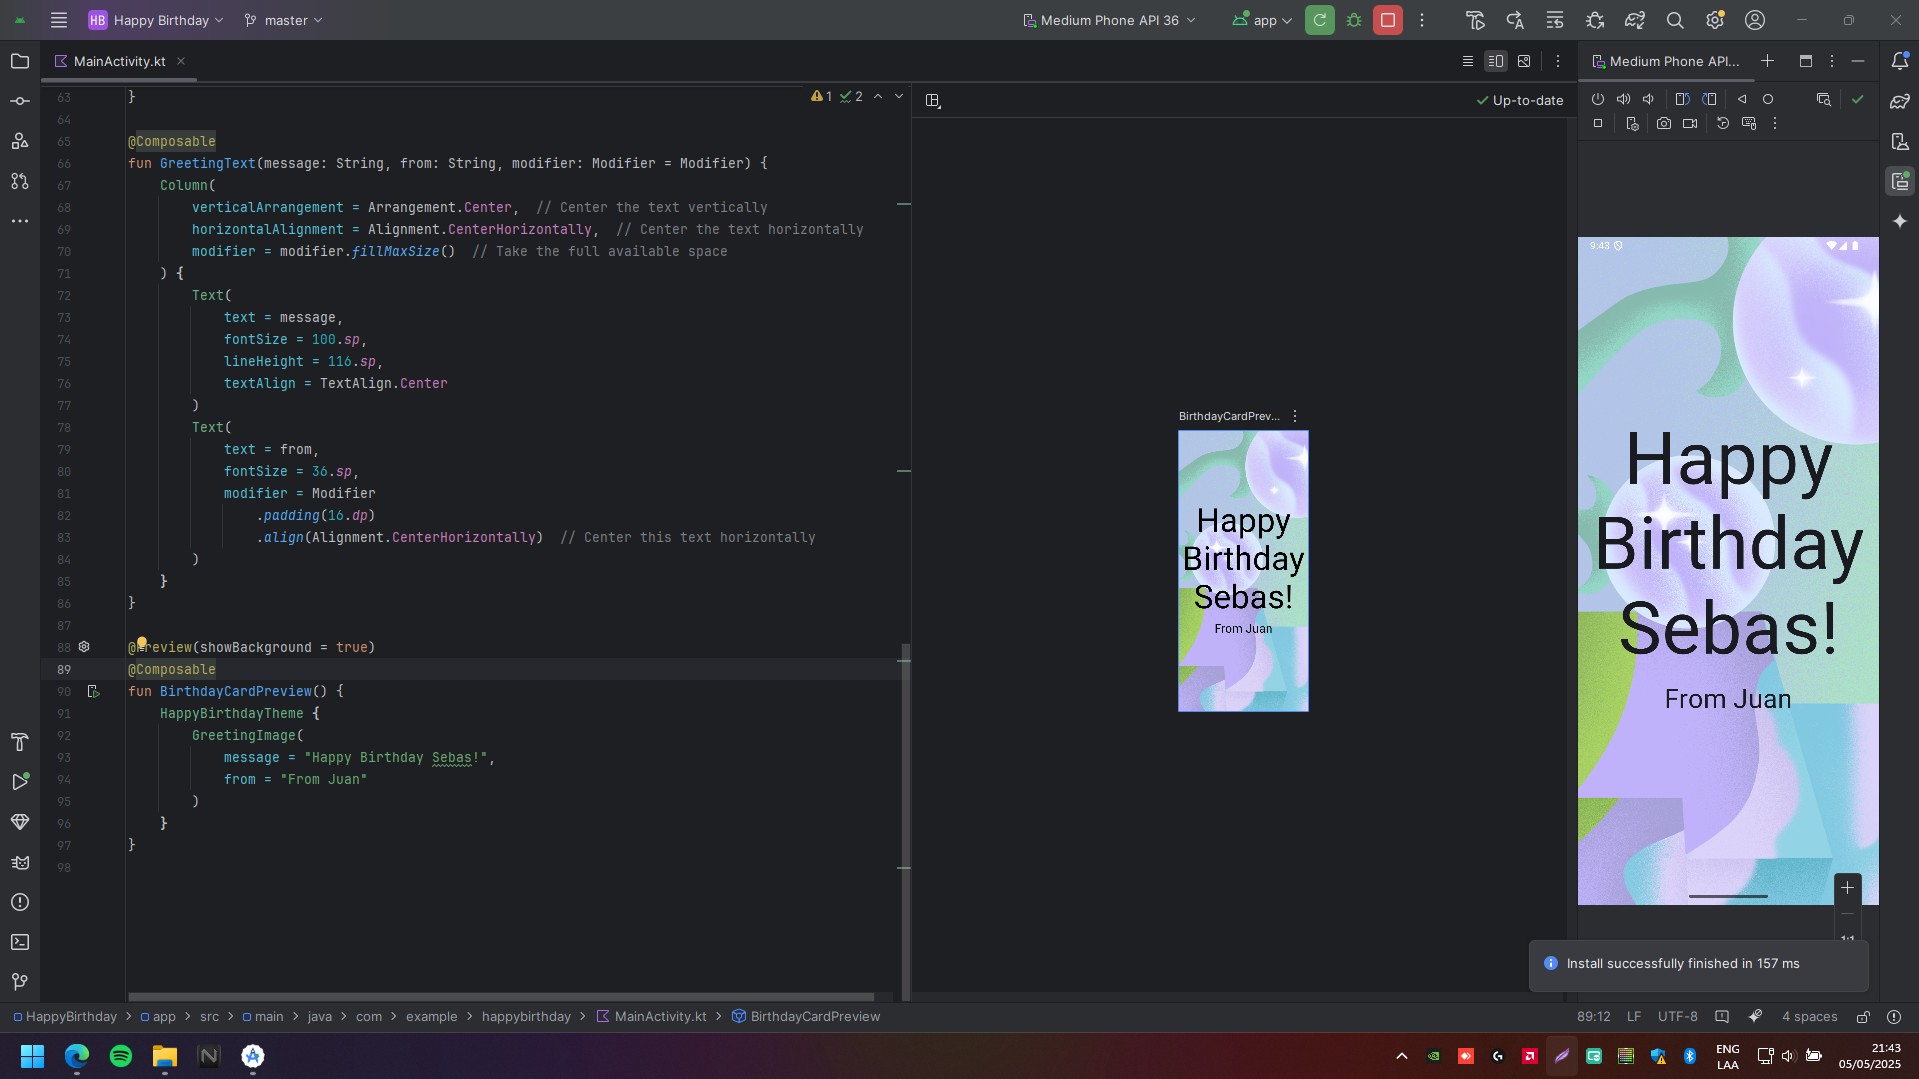 HB Happy Birthday master Medium Phone API 36 app
MainActivity.kt
1 2
Up-to-date
Medium Phone API...
63 }
64
65 @Composable
66 fun GreetingText(message: String, from: String, modifier: Modifier = Modifier) {
67 Column(
68 verticalArrangement = Arrangement.Center, // Center the text vertically
69 horizontalAlignment = Alignment.CenterHorizontally, // Center the text horizontally
70 modifier = modifier.fillMaxSize() // Take the full available space
71 ) {
72 Text(
73 text = message,
74 fontSize = 100.sp,
75 lineHeight = 116.sp,
76 textAlign = TextAlign.Center
77 )
78 Text(
79 text = from,
80 fontSize = 36.sp,
81 modifier = Modifier
82 .padding(16.dp)
83 .align(Alignment.CenterHorizontally) // Center this text horizontally
84 )
85 }
86 }
87
88 @Preview(showBackground = true)
89 @Composable
90 fun BirthdayCardPreview() {
91 HappyBirthdayTheme {
92 GreetingImage(
93 message = "Happy Birthday Sebas!",
94 from = "From Juan"
95 )
96 }
97 }
98
BirthdayCardPrev...
Happy
Birthday
Sebas!
From Juan
9:43
Happy
Birthday
Sebas!
From Juan
Install successfully finished in 157 ms
HappyBirthday > app > src > main > java > com > example > happybirthday > MainActivity.kt > BirthdayCardPreview
89:12 LF UTF-8 4 spaces
ENG
LAA
21:43
05/05/2025